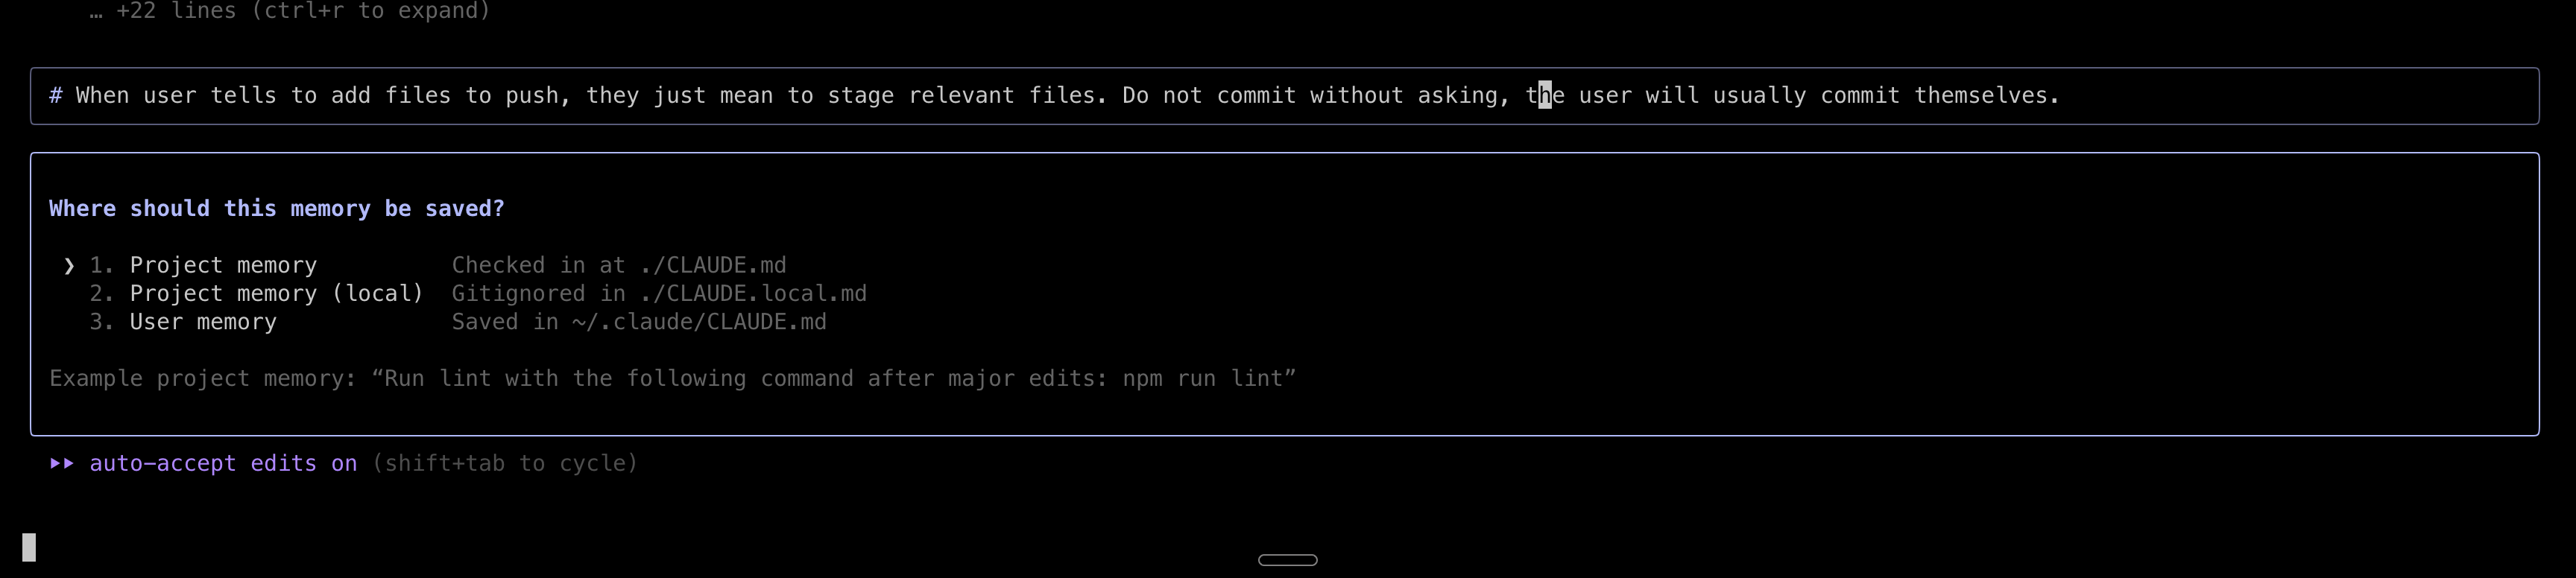 … +22 lines (ctrl+r to expand)
# When user tells to add files to push, they just mean to stage relevant files. Do not commit without asking, the user will usually commit themselves.
Where should this memory be saved?
❯ 1. Project memory Checked in at ./CLAUDE.md
2. Project memory (local) Gitignored in ./CLAUDE.local.md
3. User memory Saved in ~/.claude/CLAUDE.md
Example project memory: “Run lint with the following command after major edits: npm run lint”
⏵⏵ auto-accept edits on (shift+tab to cycle)